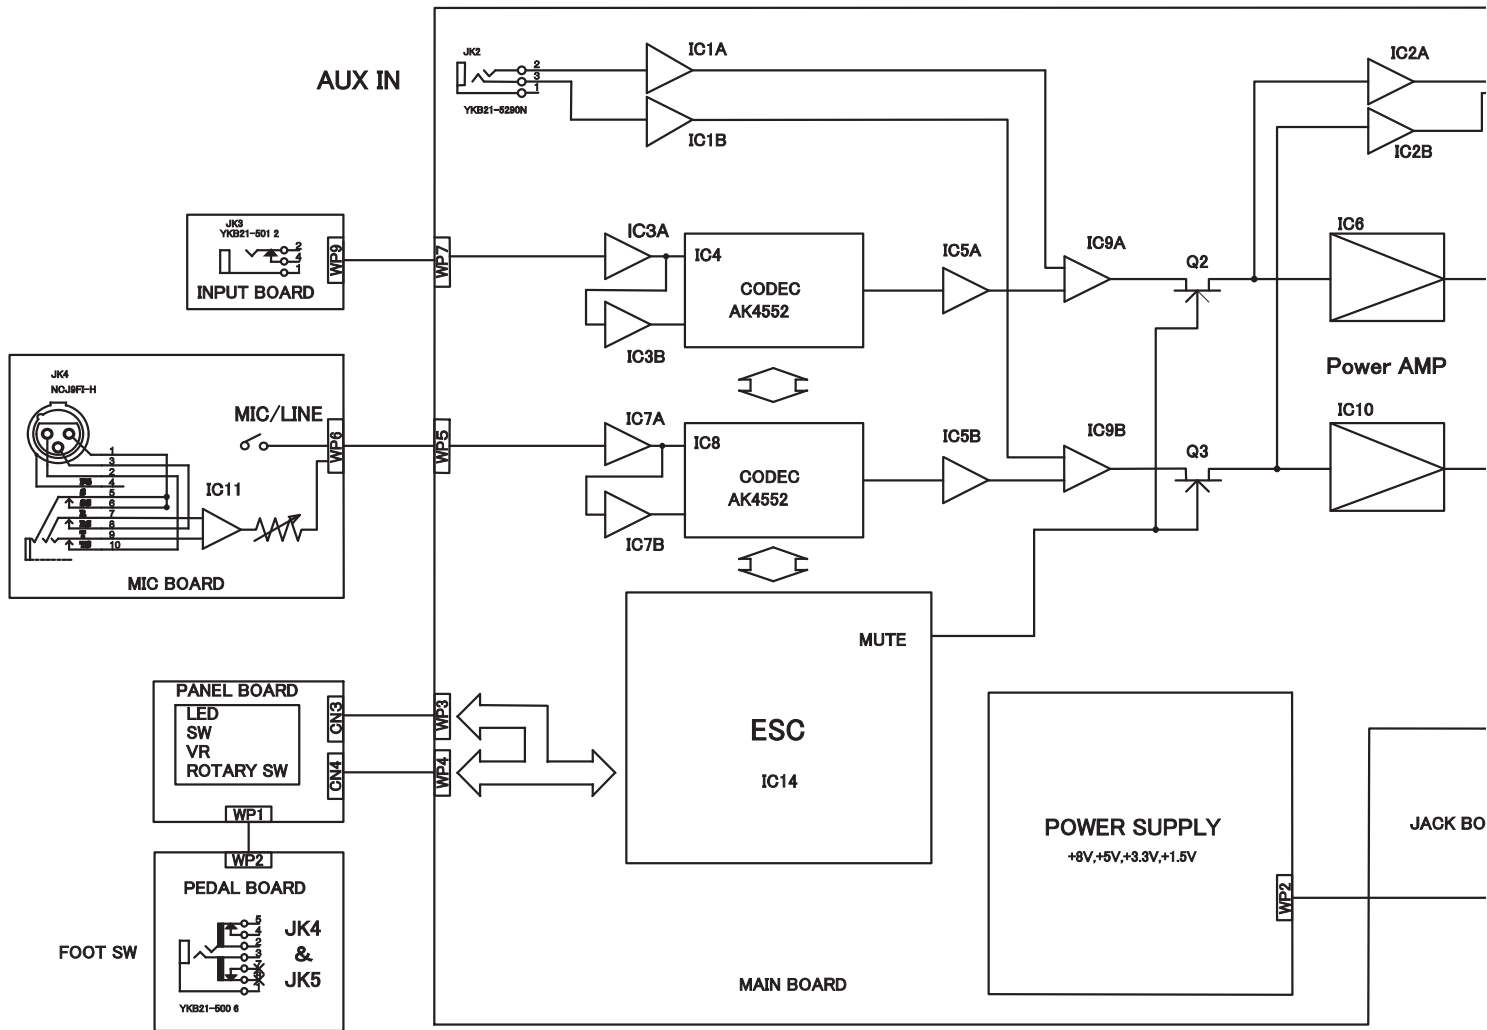 AUX IN
JK2
2
3
1
YKB21-5290N
IC1A
IC1B
IC2A
IC2B
JK3
YKB21-501 2
2
4
1
WP9
INPUT BOARD
WP7
IC3A
IC3B
IC4
CODEC
AK4552
IC5A
IC9A
Q2
IC6
Power AMP
JK4
NCJ9FI-H
MIC/LINE
WP6
1
3
2
4
5
6
7
8
9
10
IC11
MIC BOARD
WP5
IC7A
IC7B
IC8
CODEC
AK4552
IC5B
IC9B
Q3
IC10
MUTE
ESC
IC14
PANEL BOARD
LED
SW
VR
ROTARY SW
CN3
CN4
WP1
WP3
WP4
WP2
PEDAL BOARD
FOOT SW
5
4
2
3
JK4
&
JK5
YKB21-500 6
POWER SUPPLY
+8V,+5V,+3.3V,+1.5V
WP2
JACK BO
MAIN BOARD